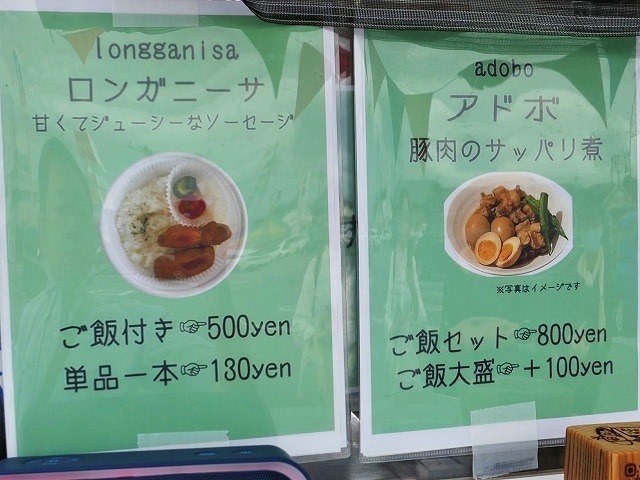 longganisa
ロンガニーサ
甘くてジューシーなソーセージ
ご飯付き☞500yen
単品一本☞130yen
adobo
アドボ
豚肉のサッパリ煮
※写真はイメージです
ご飯セット☞800yen
ご飯大盛☞＋100yen